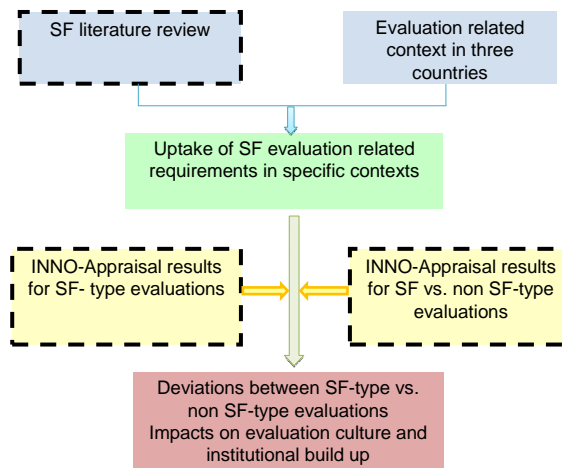 SF literature review
Evaluation related
context in three
countries
Uptake of SF evaluation related
requirements in specific contexts
INNO-Appraisal results
for SF- type evaluations
INNO-Appraisal results
for SF vs. non SF-type
evaluations
Deviations between SF-type vs.
non SF-type evaluations
Impacts on evaluation culture and
institutional build up